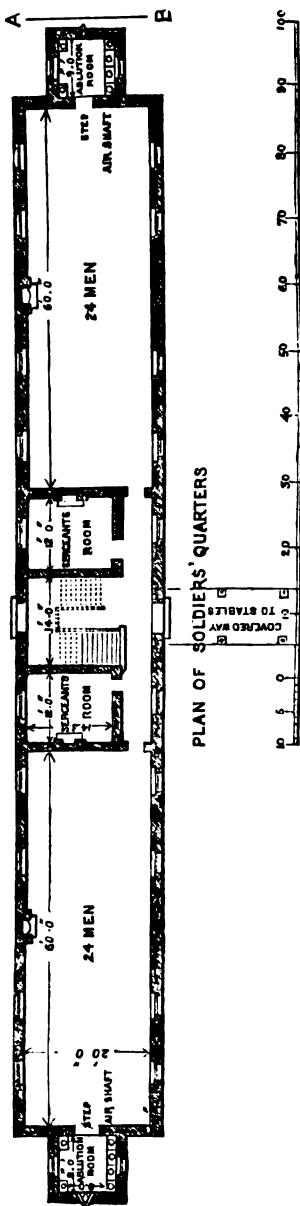 A
B
ABLUTION
9.0
ROOM
STEP
AIR SHAFT
60.0
24 MEN
SERGEANTS
ROOM
12.0
14.0
SERGEANTS
ROOM
12.0
60.0
24 MEN
20'.0"
STEP
AIR SHAFT
ABLUTION
ROOM
PLAN OF SOLDIERS' QUARTERS
COVERED WAY
TO STABLES
10 5 0 10 20 30 40 50 60 70 80 90 100